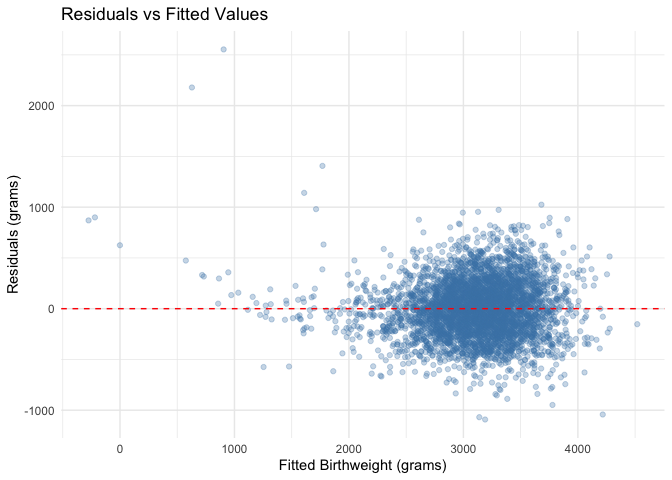 Residuals vs Fitted Values
2000
1000
0
-1000
Residuals (grams)
0 1000 2000 3000 4000
Fitted Birthweight (grams)